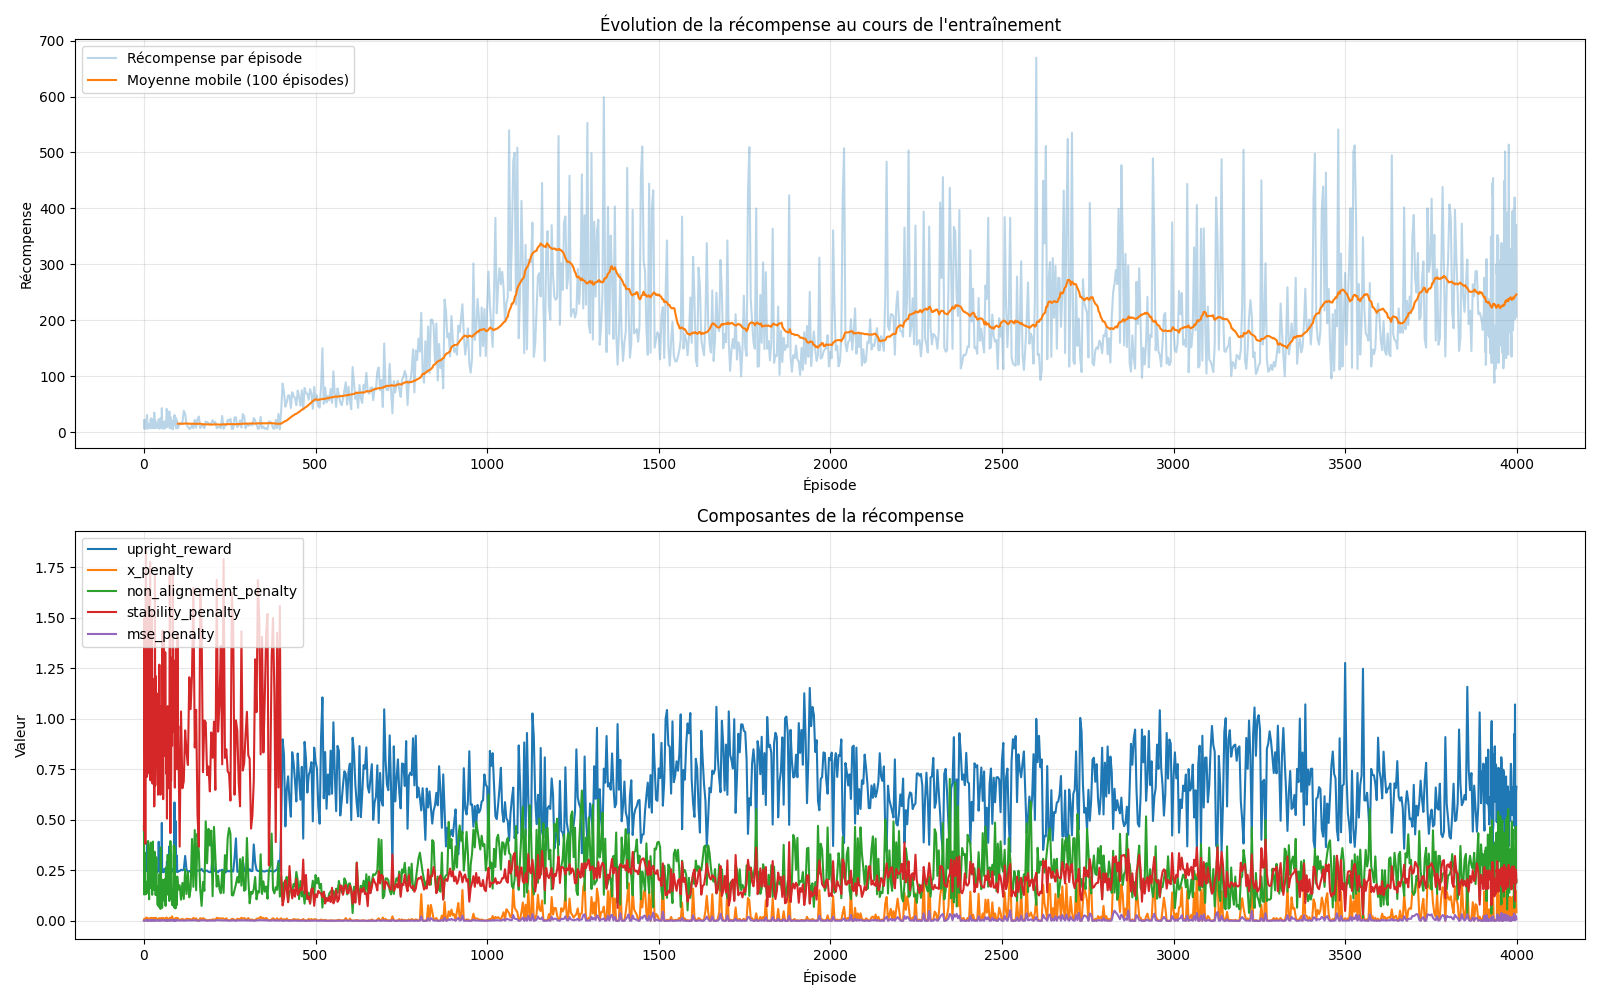 Évolution de la récompense au cours de l'entraînement
700
600
500
400
300
200
100
0
Récompense
Récompense par épisode
Moyenne mobile (100 épisodes)
0 500 1000 1500 2000 2500 3000 3500 4000
Épisode
Composantes de la récompense
1.75
1.50
1.25
1.00
0.75
0.50
0.25
0.00
Valeur
upright_reward
x_penalty
non_alignement_penalty
stability_penalty
mse_penalty
0 500 1000 1500 2000 2500 3000 3500 4000
Épisode